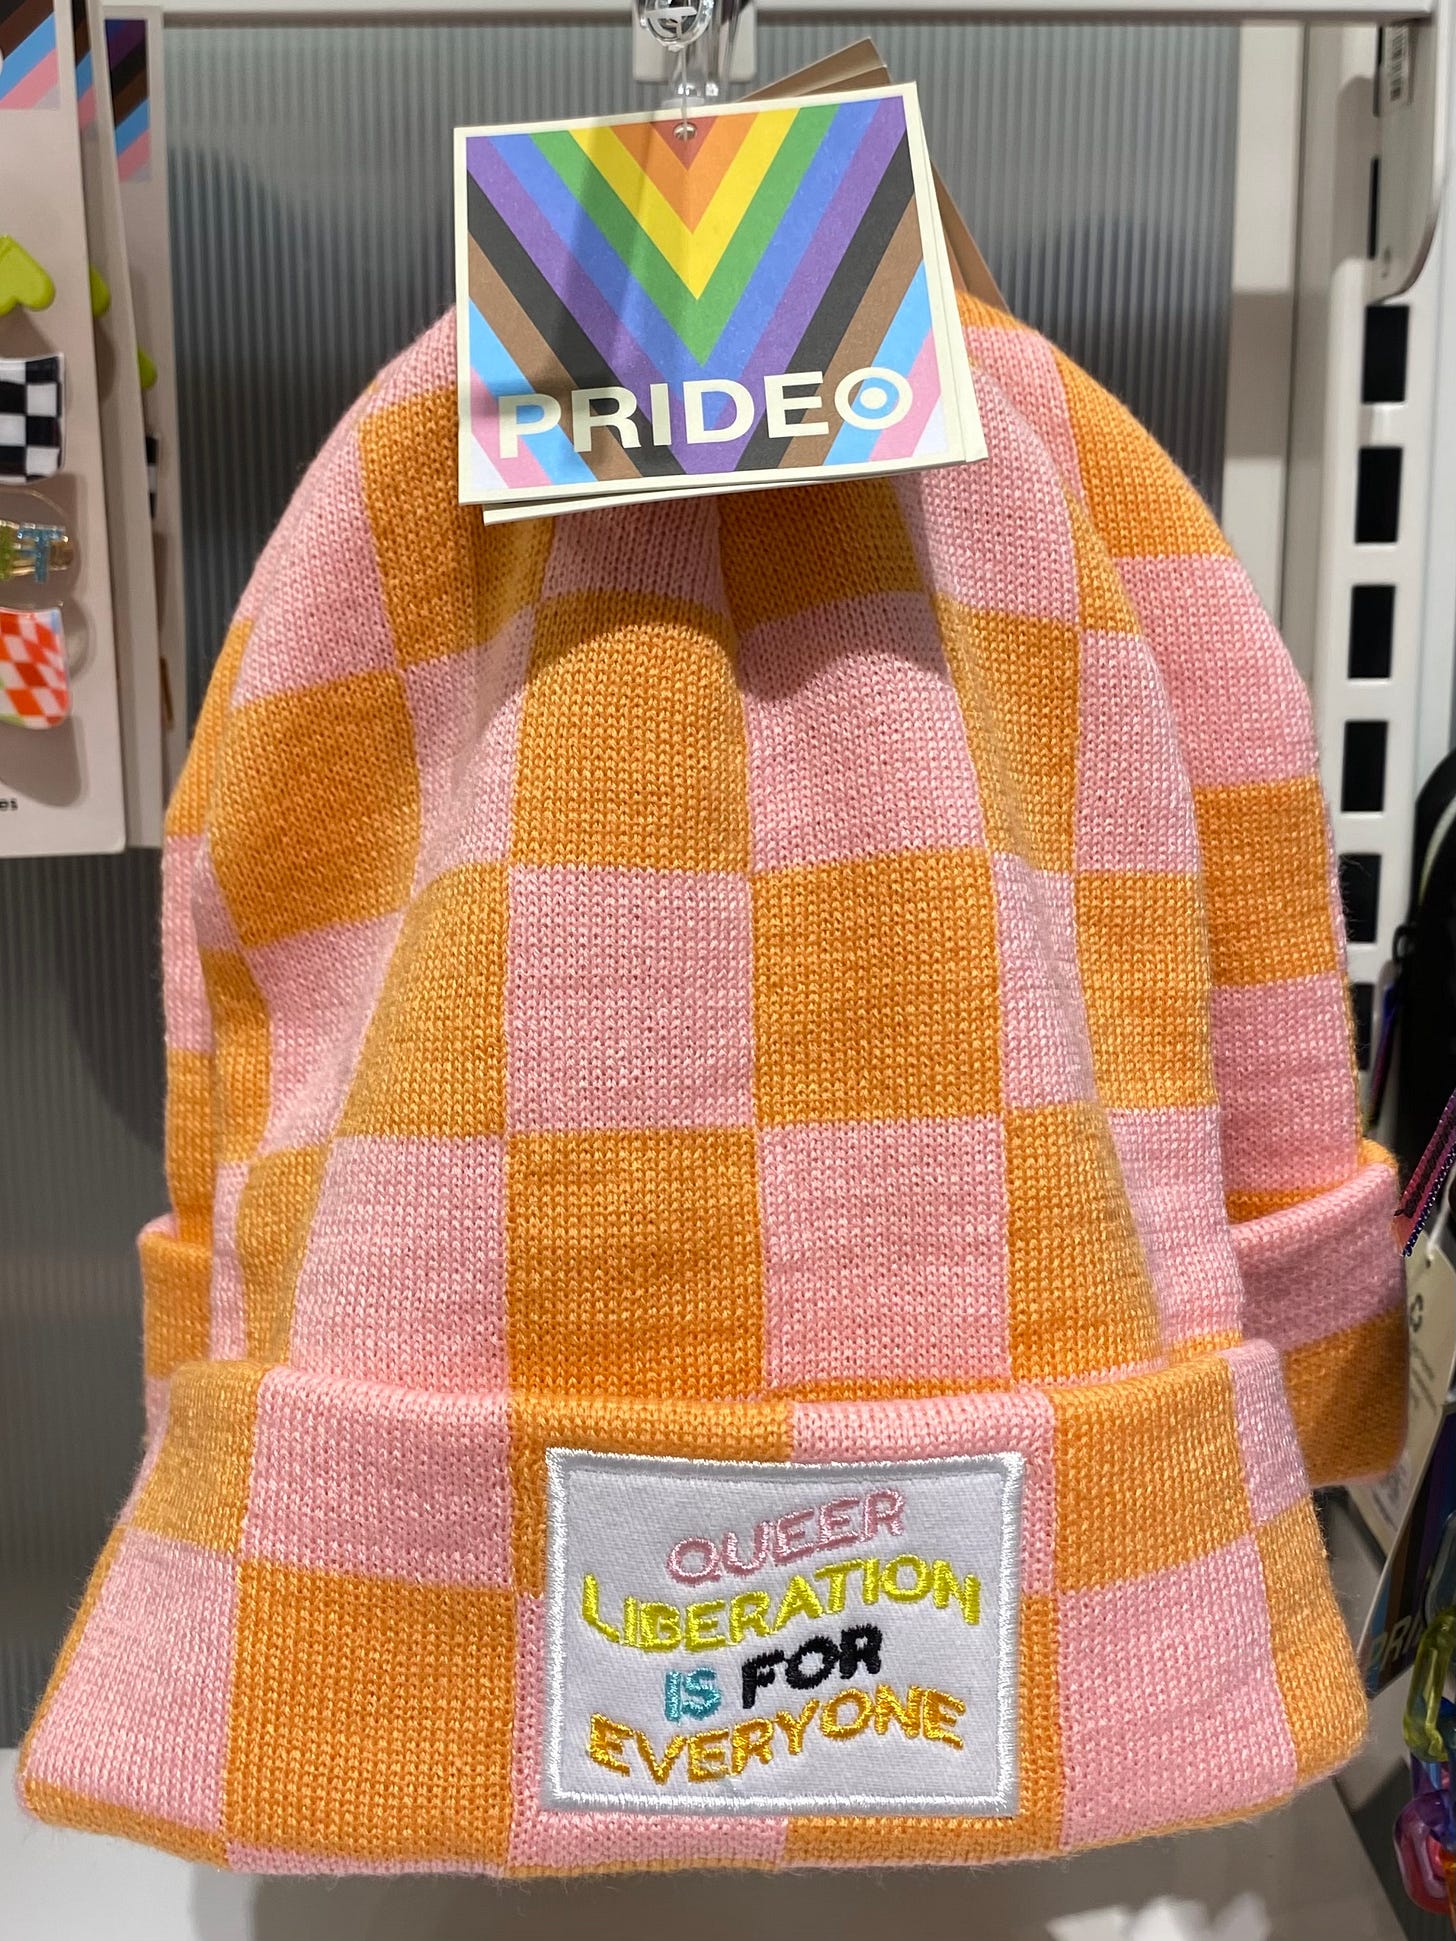 PRIDE
QUEER
LIBERATION
IS FOR
EVERYONE